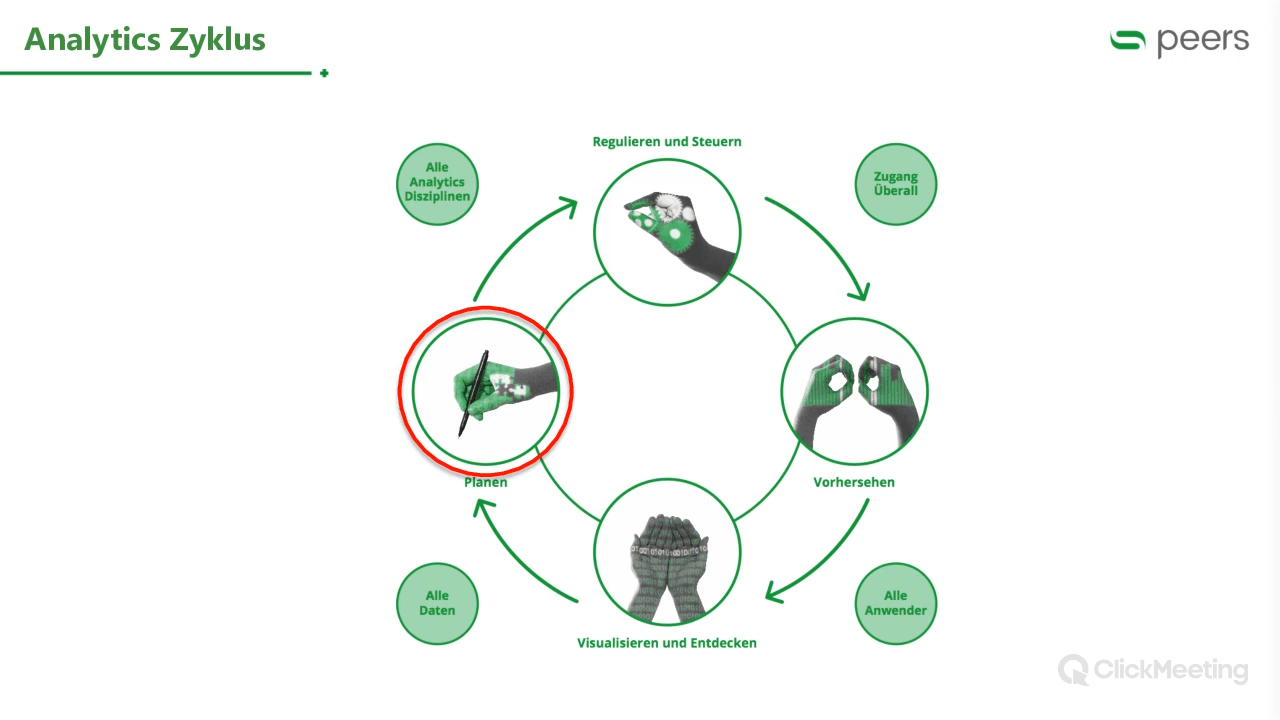 Analytics Zyklus
peers
Regulieren und Steuern
Alle
Analytics
Disziplinen
Zugang
Überall
Planen
Vorhersehen
Alle
Daten
Alle
Anwender
Visualisieren und Entdecken
ClickMeeting